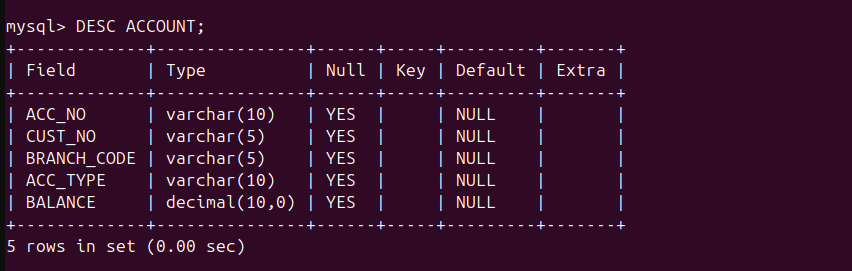 mysql> DESC ACCOUNT;
+-------------+---------------+------+-----+---------+-------+
| Field       | Type          | Null | Key | Default | Extra |
+-------------+---------------+------+-----+---------+-------+
| ACC_NO      | varchar(10)   | YES  |     | NULL    |       |
| CUST_NO     | varchar(5)    | YES  |     | NULL    |       |
| BRANCH_CODE | varchar(5)    | YES  |     | NULL    |       |
| ACC_TYPE    | varchar(10)   | YES  |     | NULL    |       |
| BALANCE     | decimal(10,0) | YES  |     | NULL    |       |
+-------------+---------------+------+-----+---------+-------+
5 rows in set (0.00 sec)